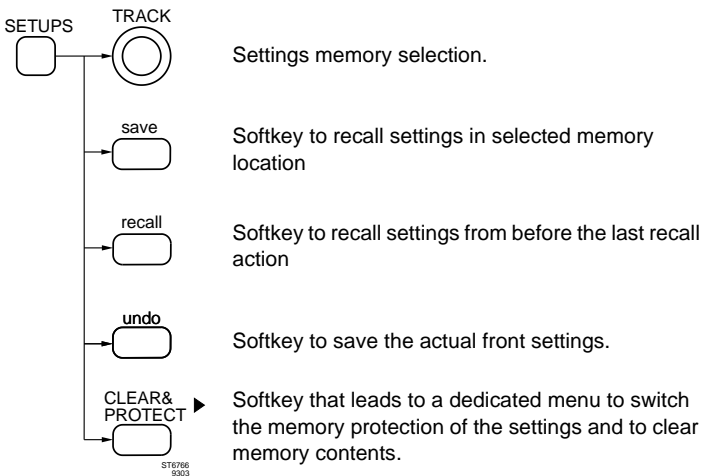 SETUPS
TRACK
Settings memory selection.
save
Softkey to recall settings in selected memory
location
recall
Softkey to recall settings from before the last recall
action
undo
Softkey to save the actual front settings.
CLEAR&
PROTECT
Softkey that leads to a dedicated menu to switch
the memory protection of the settings and to clear
memory contents.
ST6766
9303